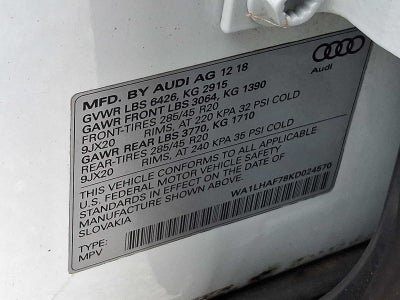 MFD. BY AUDI AG 12 18
GVWR LBS 6426, KG 2915
GAWR FRONT LBS 3064, KG 1390
FRONT-TIRES 285/45 R20
9JX20 RIMS, AT 220 KPA 32 PSI COLD
GAWR REAR LBS 3770, KG 1710
REAR-TIRES 285/45 R20
9JX20 RIMS, AT 240 KPA 35 PSI COLD
THIS VEHICLE CONFORMS TO ALL APPLICABLE
U.S. FEDERAL MOTOR VEHICLE SAFETY
STANDARDS IN EFFECT ON THE DATE OF
MANUFACTURE SHOWN ABOVE.
SLOVAKIA
WA1LHAF78KD024570
TYPE:
MPV
Audi